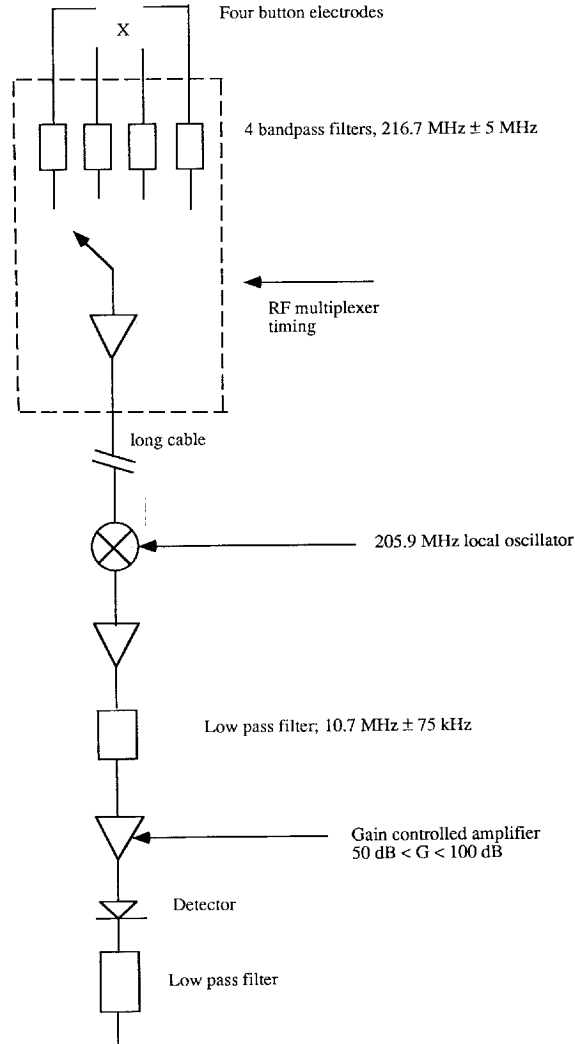 Four button electrodes
X
4 bandpass filters, 216.7 MHz ± 5 MHz
RF multiplexer
timing
long cable
205.9 MHz local oscillator
Low pass filter; 10.7 MHz ± 75 kHz
Gain controlled amplifier
50 dB < G < 100 dB
Detector
Low pass filter